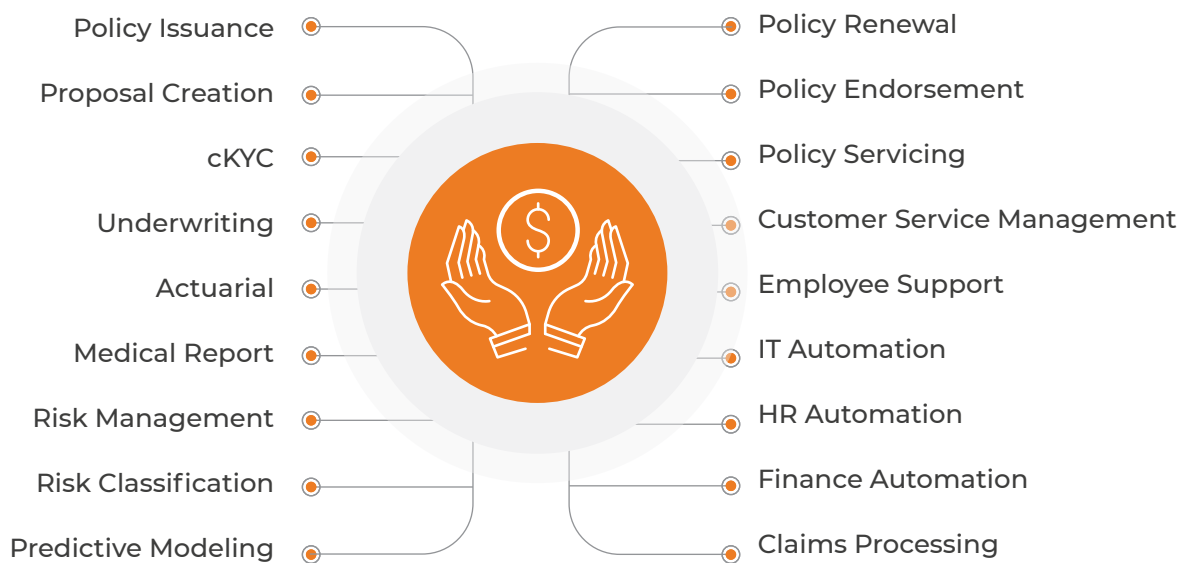 Policy Issuance
Proposal Creation
cKYC
Underwriting
Actuarial
Medical Report
Risk Management
Risk Classification
Predictive Modeling
$
Policy Renewal
Policy Endorsement
Policy Servicing
Customer Service Management
Employee Support
IT Automation
HR Automation
Finance Automation
Claims Processing